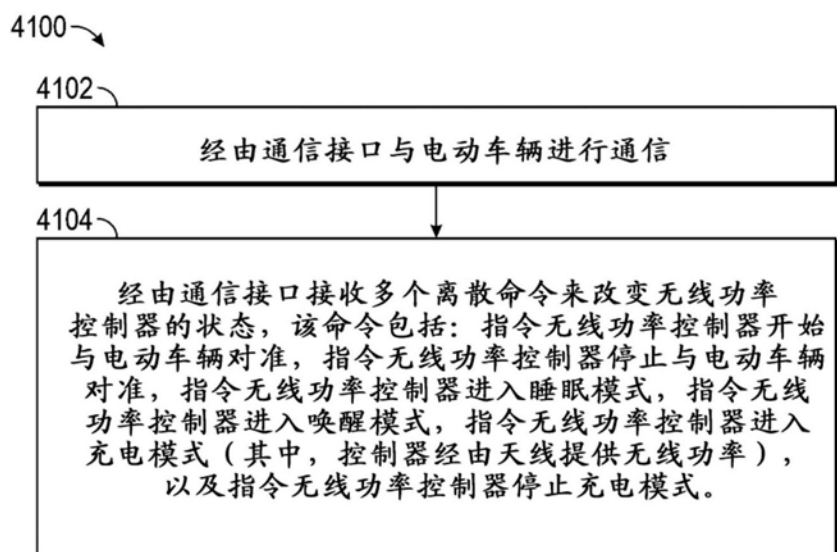 4100
4102
经由通信接口与电动车辆进行通信
4104
经由通信接口接收多个离散命令来改变无线功率
控制器的状态，该命令包括：指令无线功率控制器开始
与电动车辆对准，指令无线功率控制器停止与电动车辆
对准，指令无线功率控制器进入睡眠模式，指令无线
功率控制器进入唤醒模式，指令无线功率控制器进入
充电模式（其中，控制器经由天线提供无线功率），
以及指令无线功率控制器停止充电模式。